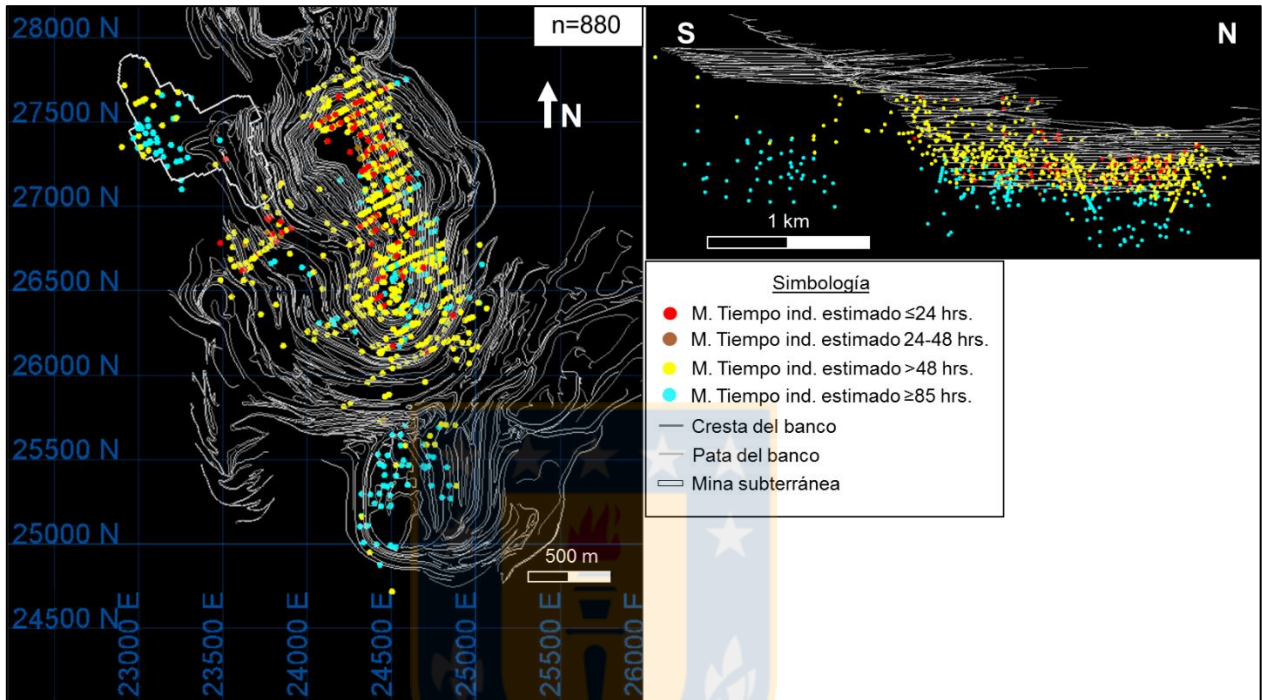 n=880
28000 N
27500 N
27000 N
26500 N
26000 N
25500 N
25000 N
24500 N
N
500 m
23000 E
23500 E
24000 E
24500 E
25000 E
25500 E
26000 E
S
N
1 km
Simbología
M. Tiempo ind. estimado ≤24 hrs.
M. Tiempo ind. estimado 24-48 hrs.
M. Tiempo ind. estimado >48 hrs.
M. Tiempo ind. estimado ≥85 hrs.
Cresta del banco
Pata del banco
Mina subterránea